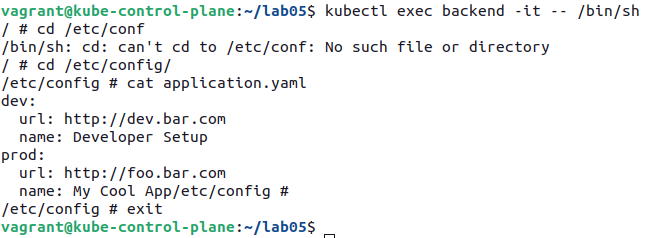 vagrant@kube-control-plane:~/lab05$ kubectl exec backend -it -- /bin/sh
/ # cd /etc/conf
/bin/sh: cd: can't cd to /etc/conf: No such file or directory
/ # cd /etc/config/
/etc/config # cat application.yaml
dev:
  url: http://dev.bar.com
  name: Developer Setup
prod:
  url: http://foo.bar.com
  name: My Cool App/etc/config #
/etc/config # exit
vagrant@kube-control-plane:~/lab05$